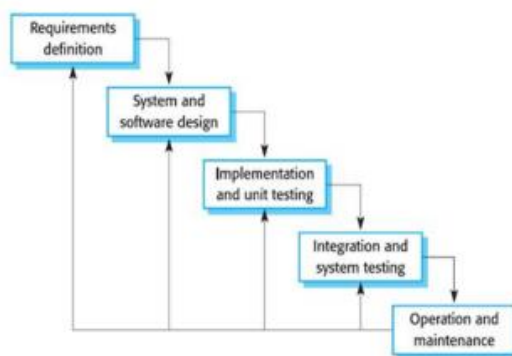 Requirements
definition
System and
software design
Implementation
and unit testing
Integration and
system testing
Operation and
maintenance